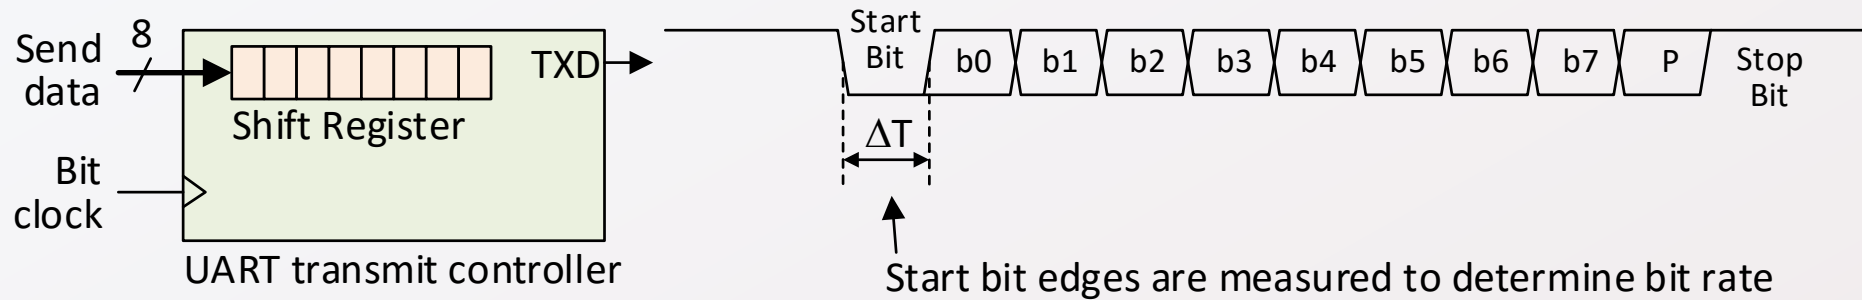 Send
data
8
TXD
Shift Register
Bit
clock
UART transmit controller
Start
Bit
b0
b1
b2
b3
b4
b5
b6
b7
P
Stop
Bit
ΔT
Start bit edges are measured to determine bit rate